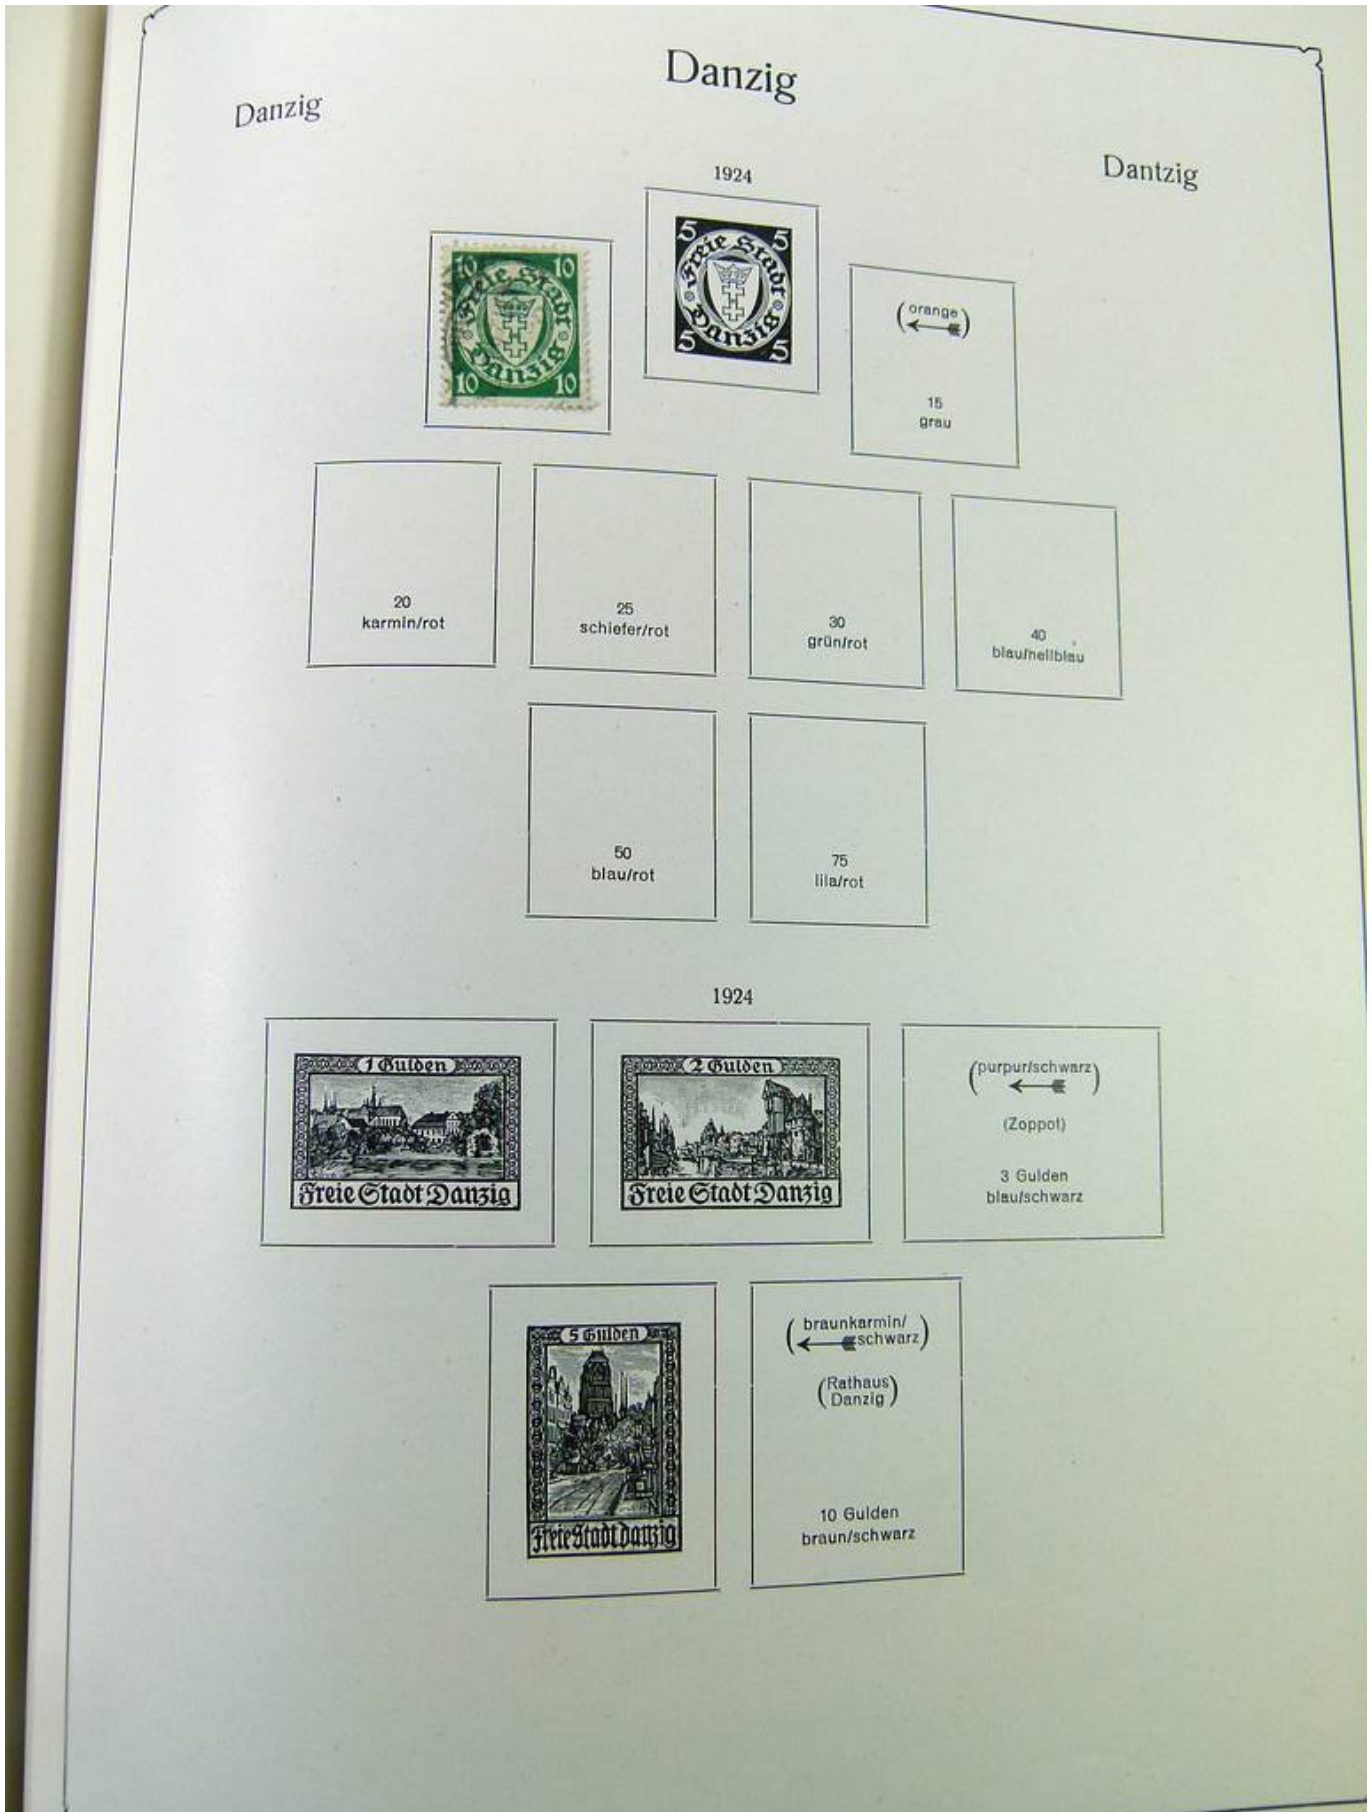 Danzig
Danzig
Dantzig
1924
10 10
Freie Stadt
Danzig
10 10
5 5
Freie Stadt
Danzig
5 5
(orange)
15
grau
20
karmin/rot
25
schiefer/rot
30
grün/rot
40
blau/hellblau
50
blau/rot
75
lila/rot
1924
1 Gulden
Freie Stadt Danzig
2 Gulden
Freie Stadt Danzig
(purpur/schwarz)
(Zoppot)
3 Gulden
blau/schwarz
5 Gulden
Freie Stadt Danzig
(braunkarmin/
schwarz)
(Rathaus
Danzig)
10 Gulden
braun/schwarz